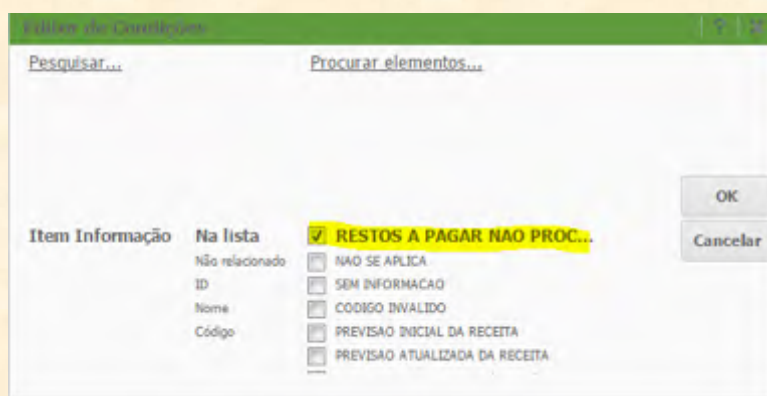 Editor de Condições
? X
Pesquisar... Procurar elementos...
OK
Item Informação Na lista RESTOS A PAGAR NAO PROC... Cancelar
Não relacionado NAO SE APLICA
ID SEM INFORMACAO
Nome CODIGO INVALIDO
Código PREVISAO INICIAL DA RECEITA
PREVISAO ATUALIZADA DA RECEITA